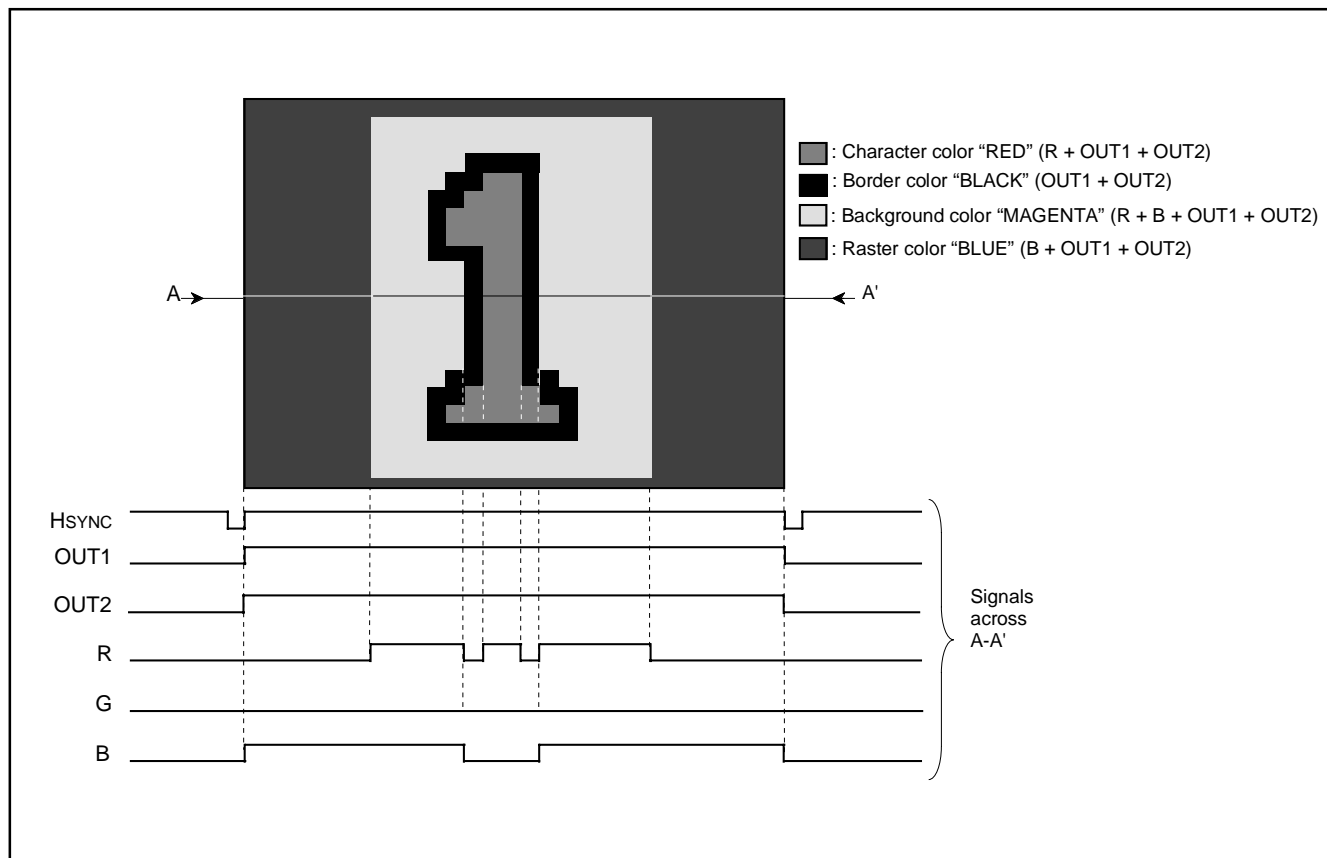 : Character color “RED” (R + OUT1 + OUT2)
: Border color “BLACK” (OUT1 + OUT2)
: Background color “MAGENTA” (R + B + OUT1 + OUT2)
: Raster color “BLUE” (B + OUT1 + OUT2)
1
A
A'
HSYNC
OUT1
OUT2
R
G
B
Signals
across
A-A'